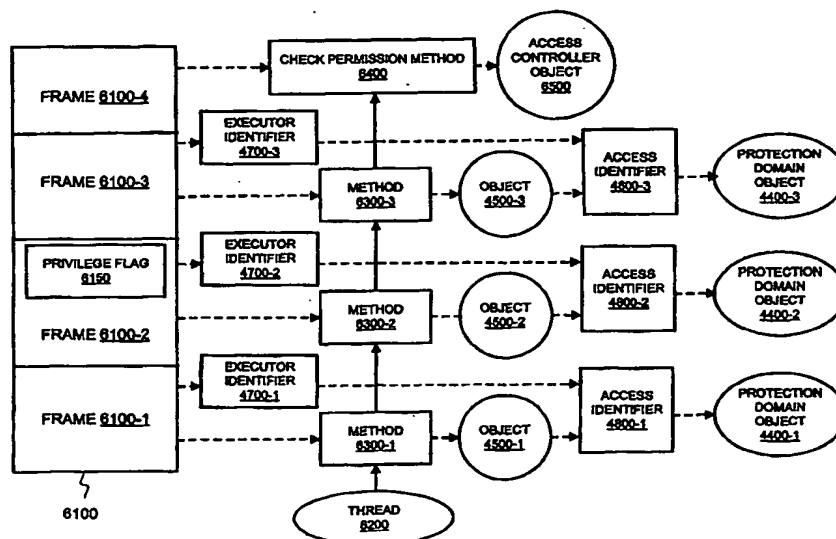 CHECK PERMISSION METHOD
6400
ACCESS
CONTROLLER
OBJECT
6500
FRAME 6100-4
EXECUTOR
IDENTIFIER
4700-3
FRAME 6100-3
METHOD
6300-3
OBJECT
4500-3
ACCESS
IDENTIFIER
4800-3
PROTECTION
DOMAIN
OBJECT
4400-3
PRIVILEGE FLAG
6150
EXECUTOR
IDENTIFIER
4700-2
FRAME 6100-2
METHOD
6300-2
OBJECT
4500-2
ACCESS
IDENTIFIER
4800-2
PROTECTION
DOMAIN
OBJECT
4400-2
EXECUTOR
IDENTIFIER
4700-1
FRAME 6100-1
METHOD
6300-1
OBJECT
4500-1
ACCESS
IDENTIFIER
4800-1
PROTECTION
DOMAIN
OBJECT
4400-1
6100
THREAD
6200